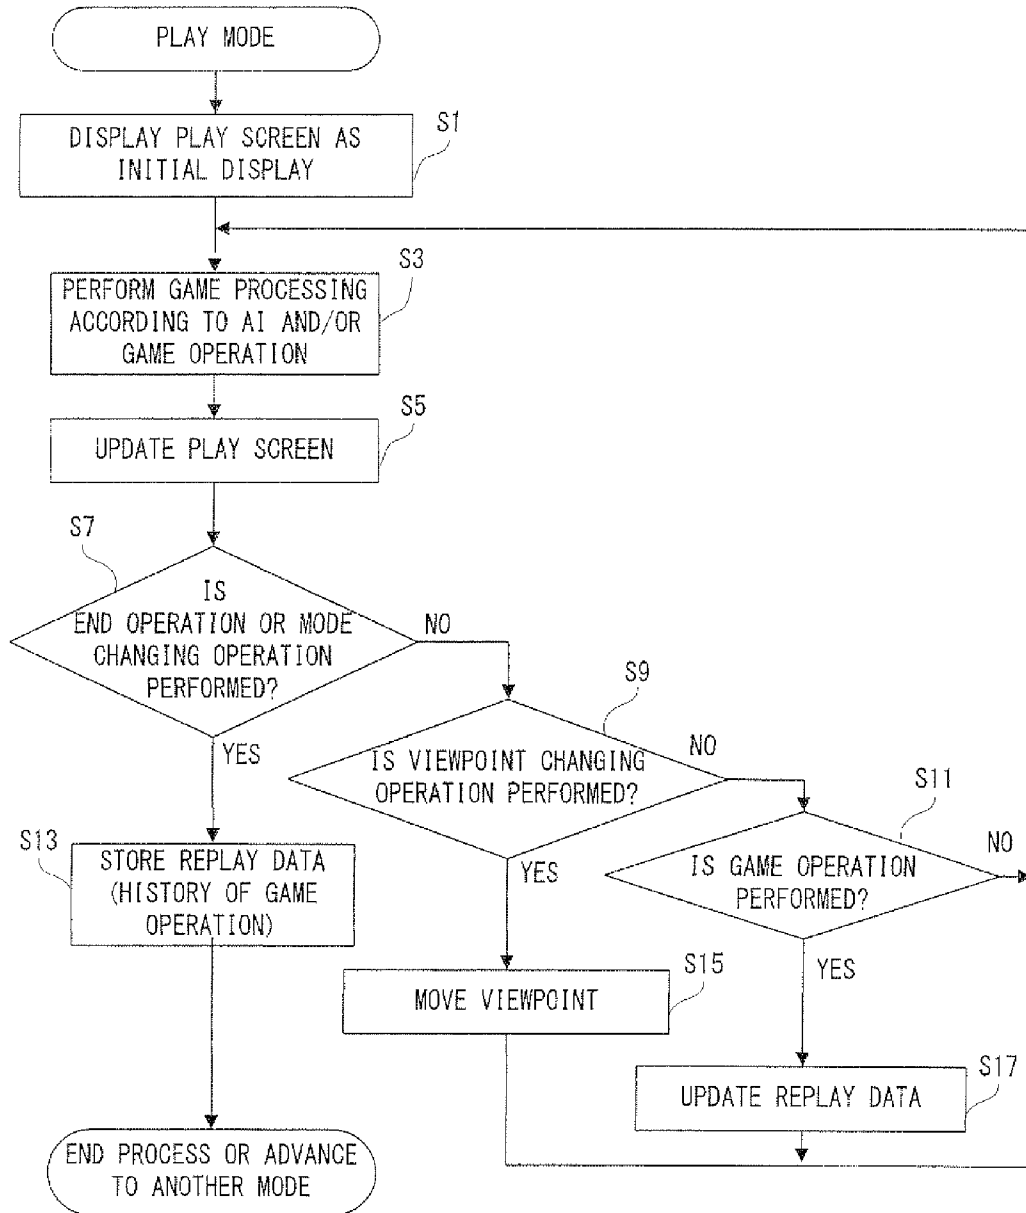 PLAY MODE
S1
DISPLAY PLAY SCREEN AS
INITIAL DISPLAY
S3
PERFORM GAME PROCESSING
ACCORDING TO AI AND/OR
GAME OPERATION
S5
UPDATE PLAY SCREEN
S7
IS
END OPERATION OR MODE
CHANGING OPERATION
PERFORMED?
NO
YES
S9
IS VIEWPOINT CHANGING
OPERATION PERFORMED?
NO
YES
S11
IS GAME OPERATION
PERFORMED?
NO
YES
S13
STORE REPLAY DATA
(HISTORY OF GAME
OPERATION)
S15
MOVE VIEWPOINT
S17
UPDATE REPLAY DATA
END PROCESS OR ADVANCE
TO ANOTHER MODE